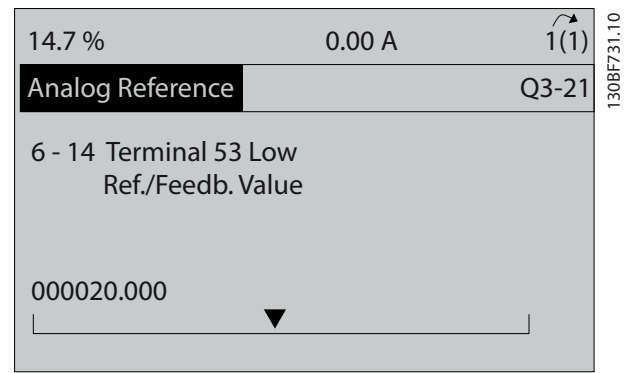 14.7 % 0.00 A 1(1)
Analog Reference Q3-21
6 - 14 Terminal 53 Low
Ref./Feedb. Value
000020.000
130BF731.10